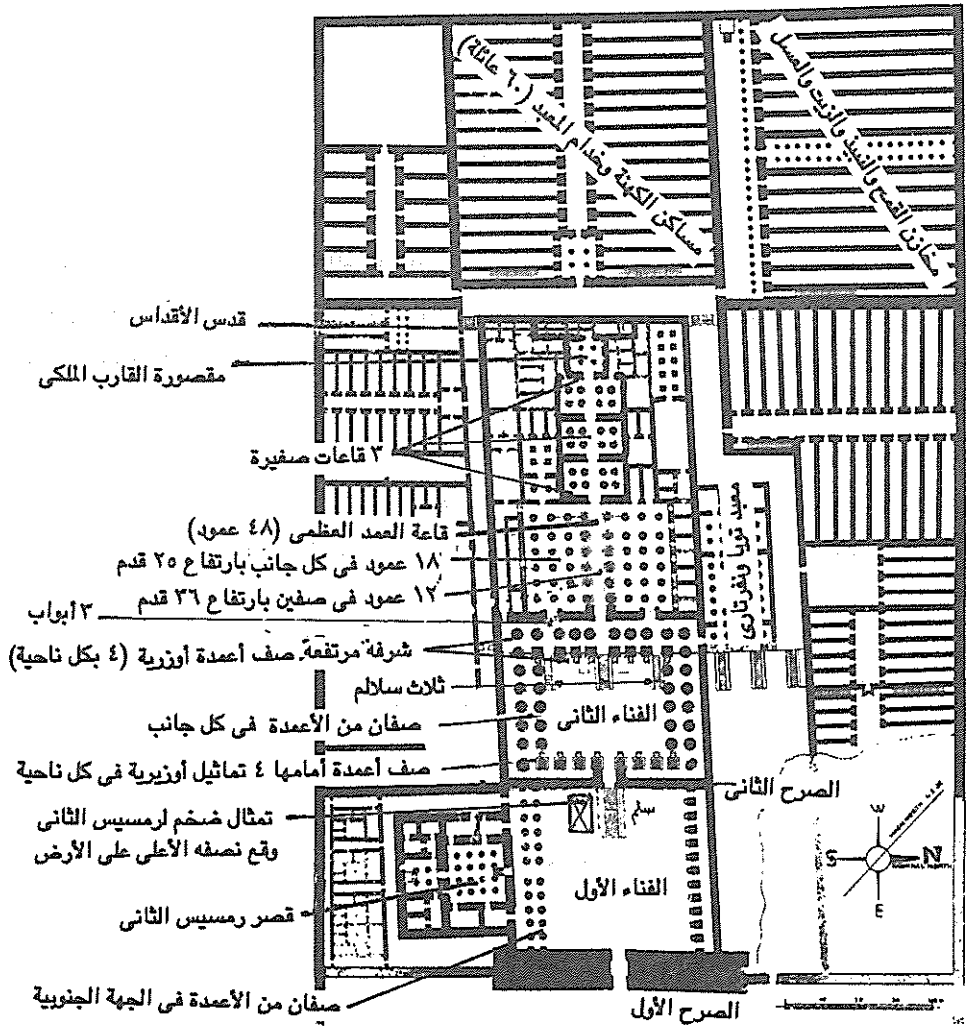 مساكن الكهنة وخدام المعبد (٦٠ عائلة)
مخازن القمح والنبيذ والزيت والعسل
قدس الأقداس
مقصورة القارب الملكى
٣ قاعات صغيرة
قاعة العمد العظمى (٤٨ عمود)
١٨ عمود فى كل جانب بارتفاع ٢٥ قدم
١٢ عمود فى صفين بارتفاع ٣٦ قدم
معبد تويا ونفرتارى
٣ أبواب
شرفة مرتفعة. صف أعمدة أوزرية (٤ بكل ناحية)
ثلاث سلالم
الفناء الثانى
صفان من الأعمدة فى كل جانب
صف أعمدة أمامها ٤ تماثيل أوزيرية فى كل ناحية
الصرح الثانى
تمثال ضخم لرمسيس الثانى
وقع نصفه الأعلى على الأرض
سلم
الفناء الأول
قصر رمسيس الثانى
صفان من الأعمدة فى الجهة الجنوبية
الصرح الأول
W
S
N
E